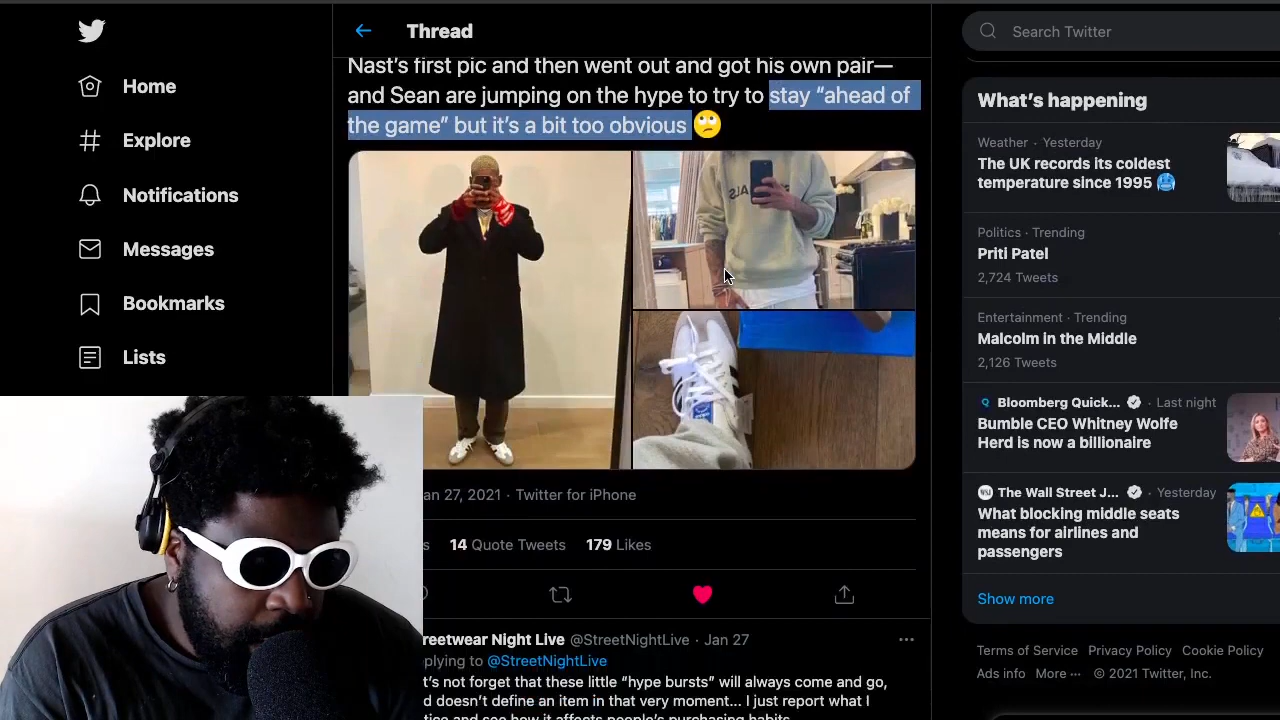 Home
Explore
Notifications
Messages
Bookmarks
Lists
Thread
Nast’s first pic and then went out and got his own pair—
and Sean are jumping on the hype to try to stay “ahead of
the game” but it’s a bit too obvious 🙄
an 27, 2021 · Twitter for iPhone
s 14 Quote Tweets 179 Likes
reetwear Night Live @StreetNightLive · Jan 27
plying to @StreetNightLive
t’s not forget that these little “hype bursts” will always come and go,
d doesn’t define an item in that very moment... I just report what I
Search Twitter
What’s happening
Weather · Yesterday
The UK records its coldest
temperature since 1995 🥶
Politics · Trending
Priti Patel
2,724 Tweets
Entertainment · Trending
Malcolm in the Middle
2,126 Tweets
Bloomberg Quick... · Last night
Bumble CEO Whitney Wolfe
Herd is now a billionaire
The Wall Street J... · Yesterday
What blocking middle seats
means for airlines and
passengers
Show more
Terms of Service Privacy Policy Cookie Policy
Ads info More ··· © 2021 Twitter, Inc.